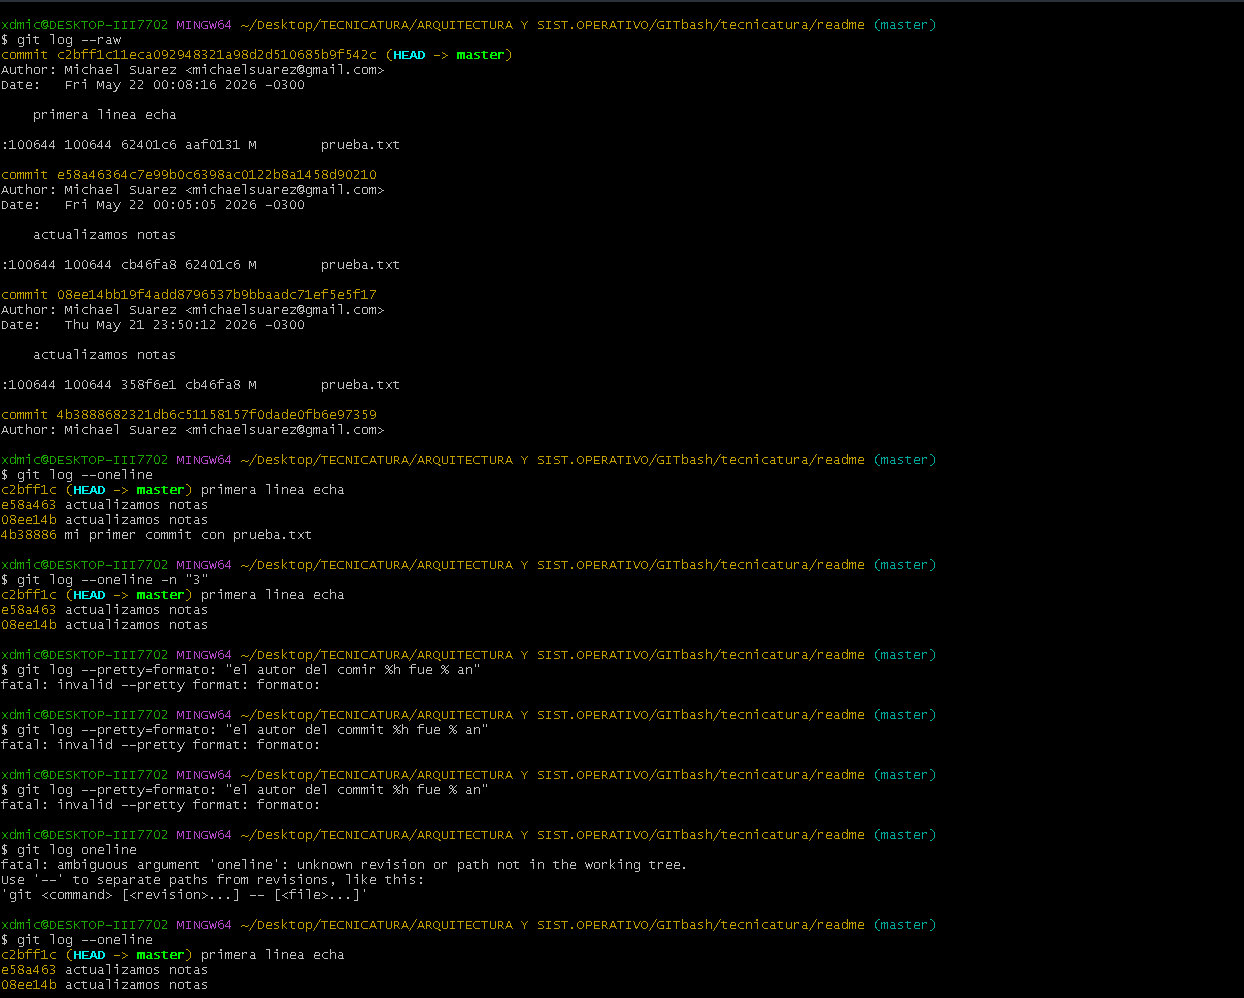 xdmic@DESKTOP-III7702 MINGW64 ~/Desktop/TECNICATURA/ARQUITECTURA Y SIST.OPERATIVO/GITbash/tecnicatura/readme (master)
$ git log --raw
commit c2bff1c11eca092948321a98d2d510685b9f542c (HEAD -> master)
Author: Michael Suarez <michaelsuarez@gmail.com>
Date:   Fri May 22 00:08:16 2026 -0300

    primera linea echa

:100644 100644 62401c6 aaf0131 M        prueba.txt

commit e58a46364c7e99b0c6398ac0122b8a1458d90210
Author: Michael Suarez <michaelsuarez@gmail.com>
Date:   Fri May 22 00:05:05 2026 -0300

    actualizamos notas

:100644 100644 cb46fa8 62401c6 M        prueba.txt

commit 08ee14bb19f4add8796537b9bbaadc71ef5e5f17
Author: Michael Suarez <michaelsuarez@gmail.com>
Date:   Thu May 21 23:50:12 2026 -0300

    actualizamos notas

:100644 100644 358f6e1 cb46fa8 M        prueba.txt

commit 4b3888682321db6c51158157f0dade0fb6e97359
Author: Michael Suarez <michaelsuarez@gmail.com>

xdmic@DESKTOP-III7702 MINGW64 ~/Desktop/TECNICATURA/ARQUITECTURA Y SIST.OPERATIVO/GITbash/tecnicatura/readme (master)
$ git log --oneline
c2bff1c (HEAD -> master) primera linea echa
e58a463 actualizamos notas
08ee14b actualizamos notas
4b38886 mi primer commit con prueba.txt

xdmic@DESKTOP-III7702 MINGW64 ~/Desktop/TECNICATURA/ARQUITECTURA Y SIST.OPERATIVO/GITbash/tecnicatura/readme (master)
$ git log --oneline -n "3"
c2bff1c (HEAD -> master) primera linea echa
e58a463 actualizamos notas
08ee14b actualizamos notas

xdmic@DESKTOP-III7702 MINGW64 ~/Desktop/TECNICATURA/ARQUITECTURA Y SIST.OPERATIVO/GITbash/tecnicatura/readme (master)
$ git log --pretty=formato: "el autor del comir %h fue % an"
fatal: invalid --pretty format: formato:

xdmic@DESKTOP-III7702 MINGW64 ~/Desktop/TECNICATURA/ARQUITECTURA Y SIST.OPERATIVO/GITbash/tecnicatura/readme (master)
$ git log --pretty=formato: "el autor del commit %h fue % an"
fatal: invalid --pretty format: formato:

xdmic@DESKTOP-III7702 MINGW64 ~/Desktop/TECNICATURA/ARQUITECTURA Y SIST.OPERATIVO/GITbash/tecnicatura/readme (master)
$ git log --pretty=formato: "el autor del commit %h fue % an"
fatal: invalid --pretty format: formato:

xdmic@DESKTOP-III7702 MINGW64 ~/Desktop/TECNICATURA/ARQUITECTURA Y SIST.OPERATIVO/GITbash/tecnicatura/readme (master)
$ git log oneline
fatal: ambiguous argument 'oneline': unknown revision or path not in the working tree.
Use '--' to separate paths from revisions, like this:
'git <command> [<revision>...] -- [<file>...]'

xdmic@DESKTOP-III7702 MINGW64 ~/Desktop/TECNICATURA/ARQUITECTURA Y SIST.OPERATIVO/GITbash/tecnicatura/readme (master)
$ git log --oneline
c2bff1c (HEAD -> master) primera linea echa
e58a463 actualizamos notas
08ee14b actualizamos notas